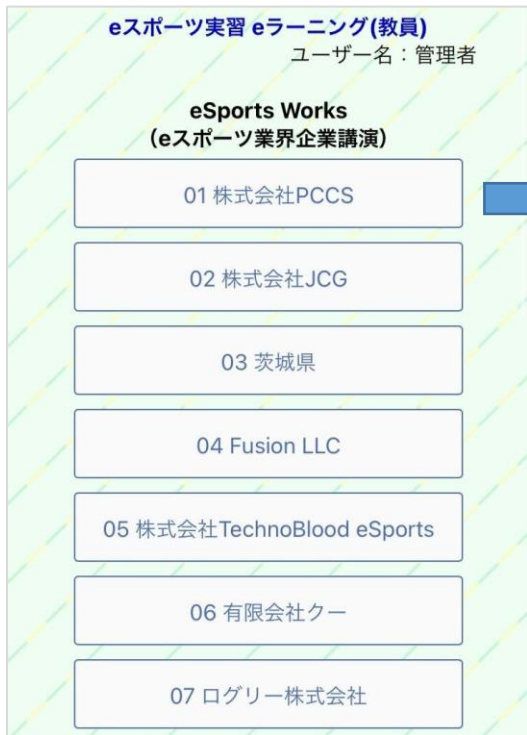 eスポーツ実習 eラーニング(教員)
ユーザー名：管理者
eSports Works
（eスポーツ業界企業講演）
01 株式会社PCCS
02 株式会社JCG
03 茨城県
04 Fusion LLC
05 株式会社TechnoBlood eSports
06 有限会社クー
07 ログリー株式会社